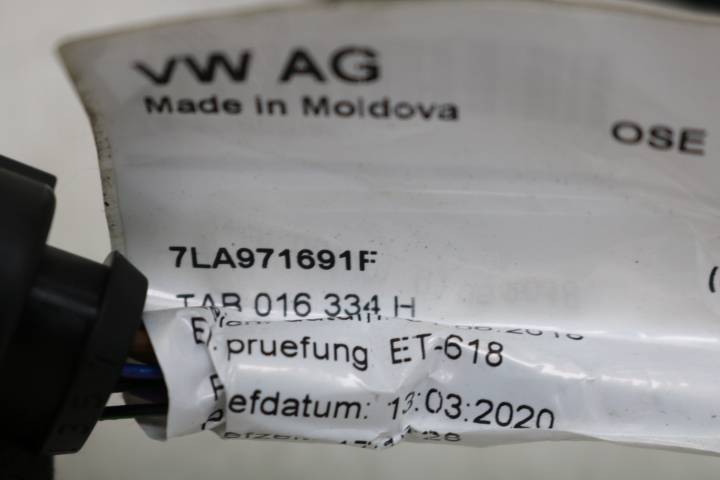 VW AG
Made in Moldova
OSE
7LA971691F
TAB 016 334 H
pruefung ET-618
efdatum: 13:03:2020